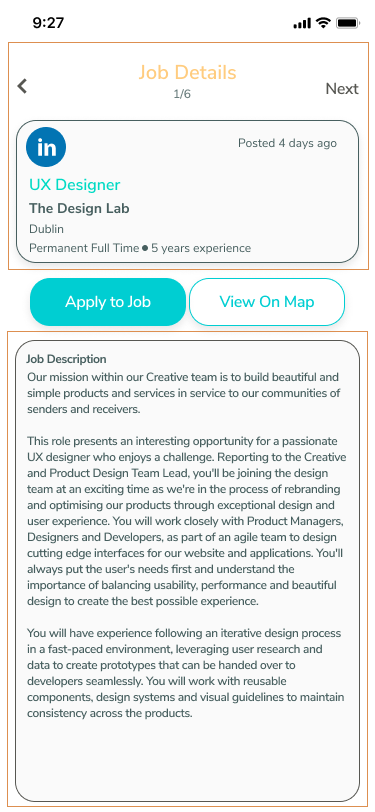 9:27
Job Details
1/6
Next
in
Posted 4 days ago
UX Designer
The Design Lab
Dublin
Permanent Full Time ● 5 years experience
Apply to Job
View On Map
Job Description
Our mission within our Creative team is to build beautiful and
simple products and services in service to our communities of
senders and receivers.
This role presents an interesting opportunity for a passionate
UX designer who enjoys a challenge. Reporting to the Creative
and Product Design Team Lead, you'll be joining the design
team at an exciting time as we're in the process of rebranding
and optimising our products through exceptional design and
user experience. You will work closely with Product Managers,
Designers and Developers, as part of an agile team to design
cutting edge interfaces for our website and applications. You'll
always put the user's needs first and understand the
importance of balancing usability, performance and beautiful
design to create the best possible experience.
You will have experience following an iterative design process
in a fast-paced environment, leveraging user research and
data to create prototypes that can be handed over to
developers seamlessly. You will work with reusable
components, design systems and visual guidelines to maintain
consistency across the products.